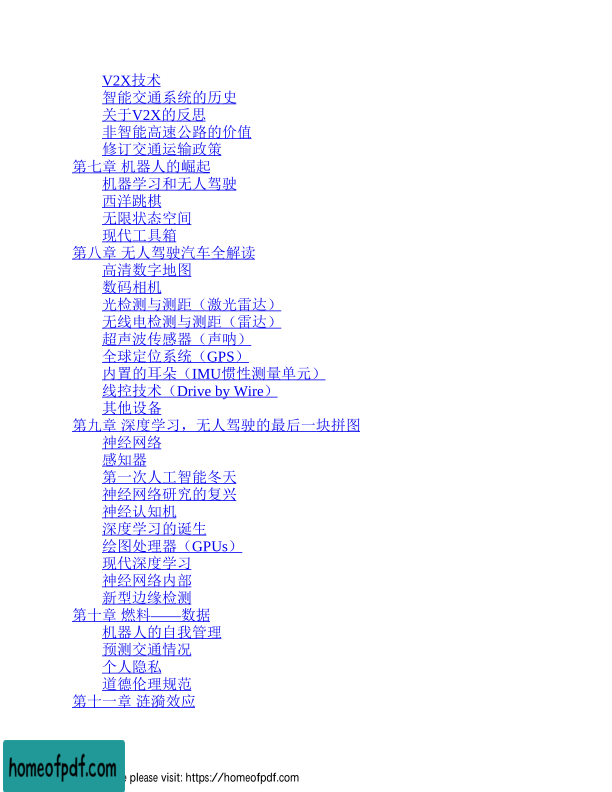 V2X技术
智能交通系统的历史
关于V2X的反思
非智能高速公路的价值
修订交通运输政策
第七章 机器人的崛起
机器学习和无人驾驶
西洋跳棋
无限状态空间
现代工具箱
第八章 无人驾驶汽车全解读
高清数字地图
数码相机
光检测与测距（激光雷达）
无线电检测与测距（雷达）
超声波传感器（声呐）
全球定位系统（GPS）
内置的耳朵（IMU惯性测量单元）
线控技术（Drive by Wire）
其他设备
第九章 深度学习，无人驾驶的最后一块拼图
神经网络
感知器
第一次人工智能冬天
神经网络研究的复兴
神经认知机
深度学习的诞生
绘图处理器（GPUs）
现代深度学习
神经网络内部
新型边缘检测
第十章 燃料——数据
机器人的自我管理
预测交通情况
个人隐私
道德伦理规范
第十一章 涟漪效应
homeofpdf.com
please visit: https://homeofpdf.com